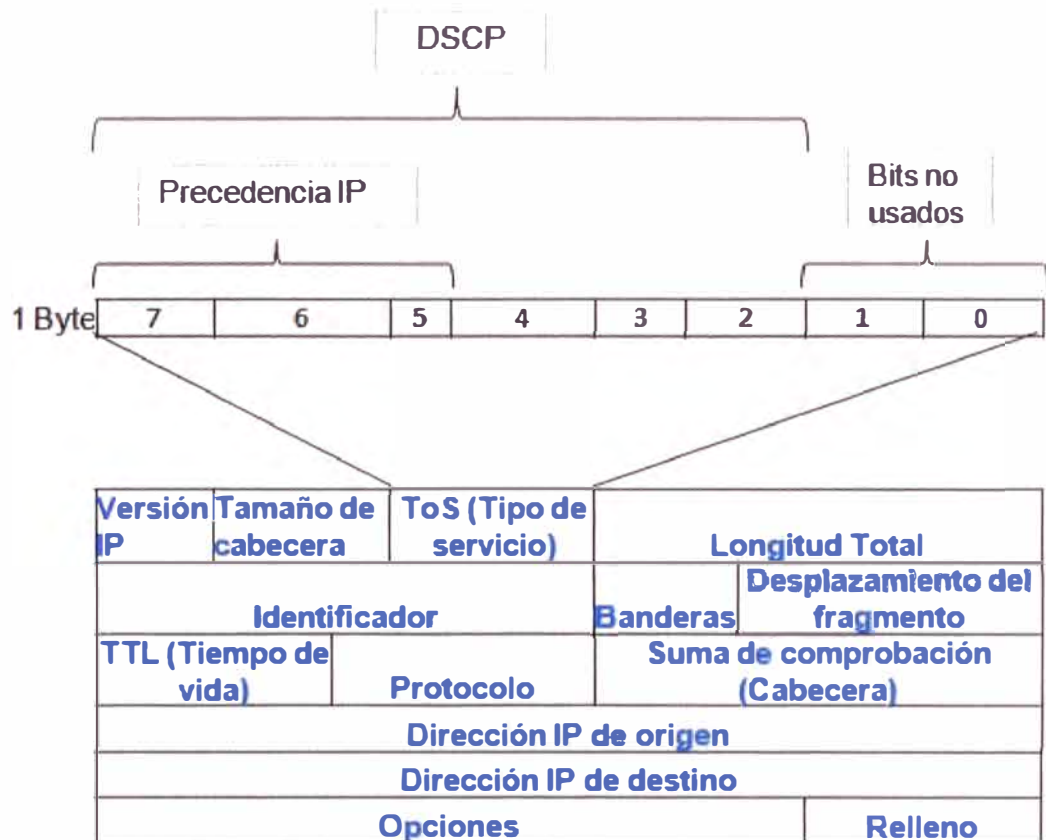 DSCP
Precedencia IP
Bits no
usados
1 Byte 7 6 5 4 3 2 1 0
Versión
IP
Tamaño de
cabecera
ToS (Tipo de
servicio)
Longitud Total
Identificador
Banderas
Desplazamiento del
fragmento
TTL (Tiempo de
vida)
Protocolo
Suma de comprobación
(Cabecera)
Dirección IP de origen
Dirección IP de destino
Opciones
Relleno